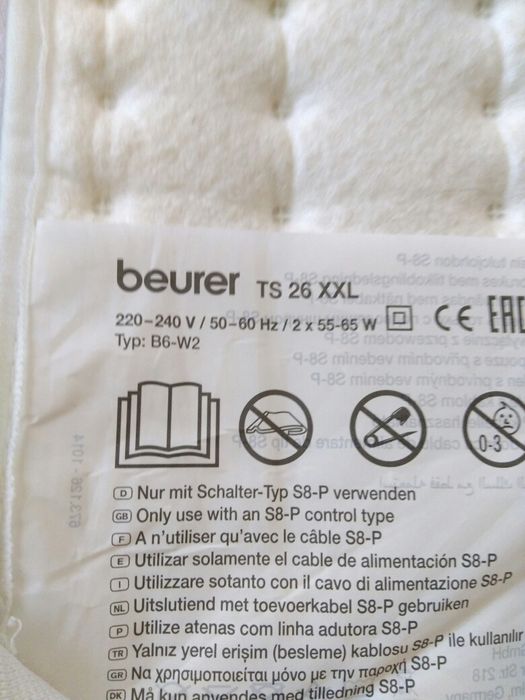 beurer TS 26 XXL
220-240 V / 50-60 Hz / 2 x 55-65 W CE EAC
Typ: B6-W2
0-3
D Nur mit Schalter-Typ S8-P verwenden
GB Only use with an S8-P control type
F A n'utiliser qu'avec le câble S8-P
E Utilizar solamente el cable de alimentación S8-P
I Utilizzare sotanto con il cavo di alimentazione S8-P
NL Uitslutiend met toevoerkabel S8-P gebruiken
P Utilize atenas com linha adutora S8-P
TR Yalnız yerel erişim (besleme) kablosu S8-P ile kullanılır
GR Να χρησιμοποιείται μόνο με την παροχή S8-P
DK Må kun anvendes med tilledning S8-P
673.126 - 1014